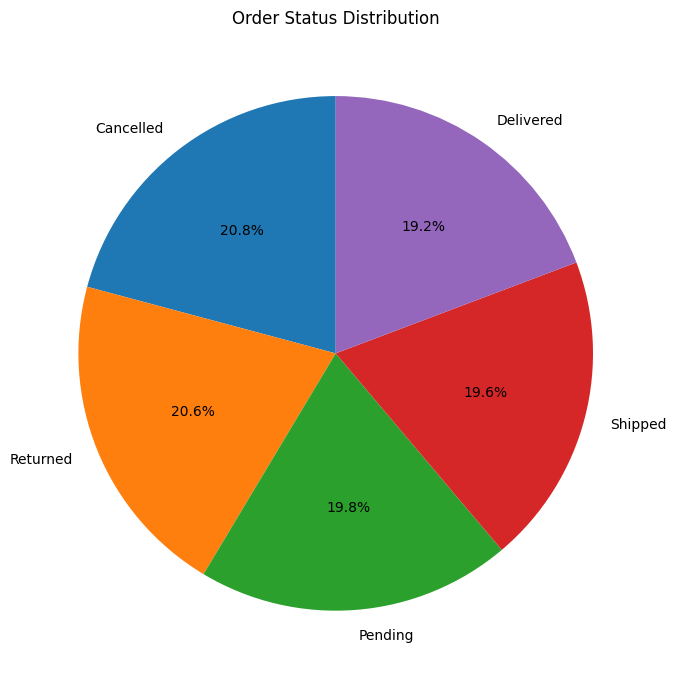 Order Status Distribution
Cancelled
Delivered
20.8%
19.2%
20.6%
19.6%
Returned
Shipped
19.8%
Pending